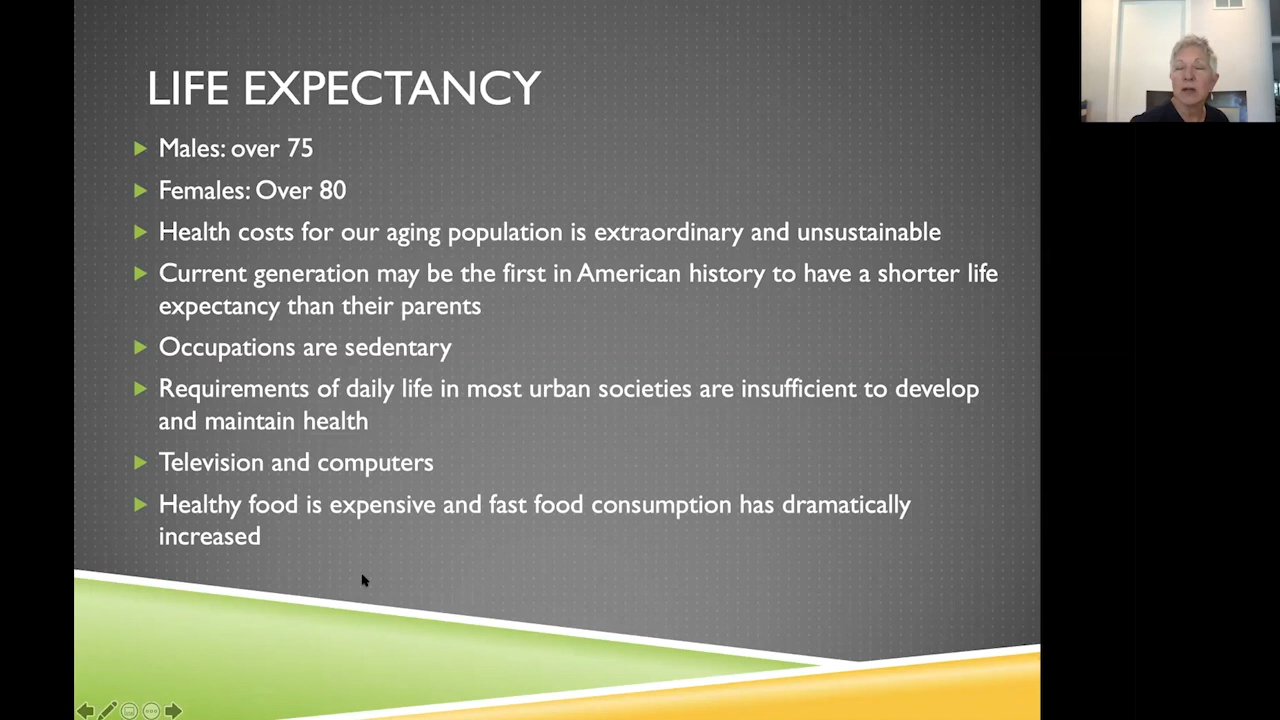 LIFE EXPECTANCY
Males: over 75
Females: Over 80
Health costs for our aging population is extraordinary and unsustainable
Current generation may be the first in American history to have a shorter life
expectancy than their parents
Occupations are sedentary
Requirements of daily life in most urban societies are insufficient to develop
and maintain health
Television and computers
Healthy food is expensive and fast food consumption has dramatically
increased